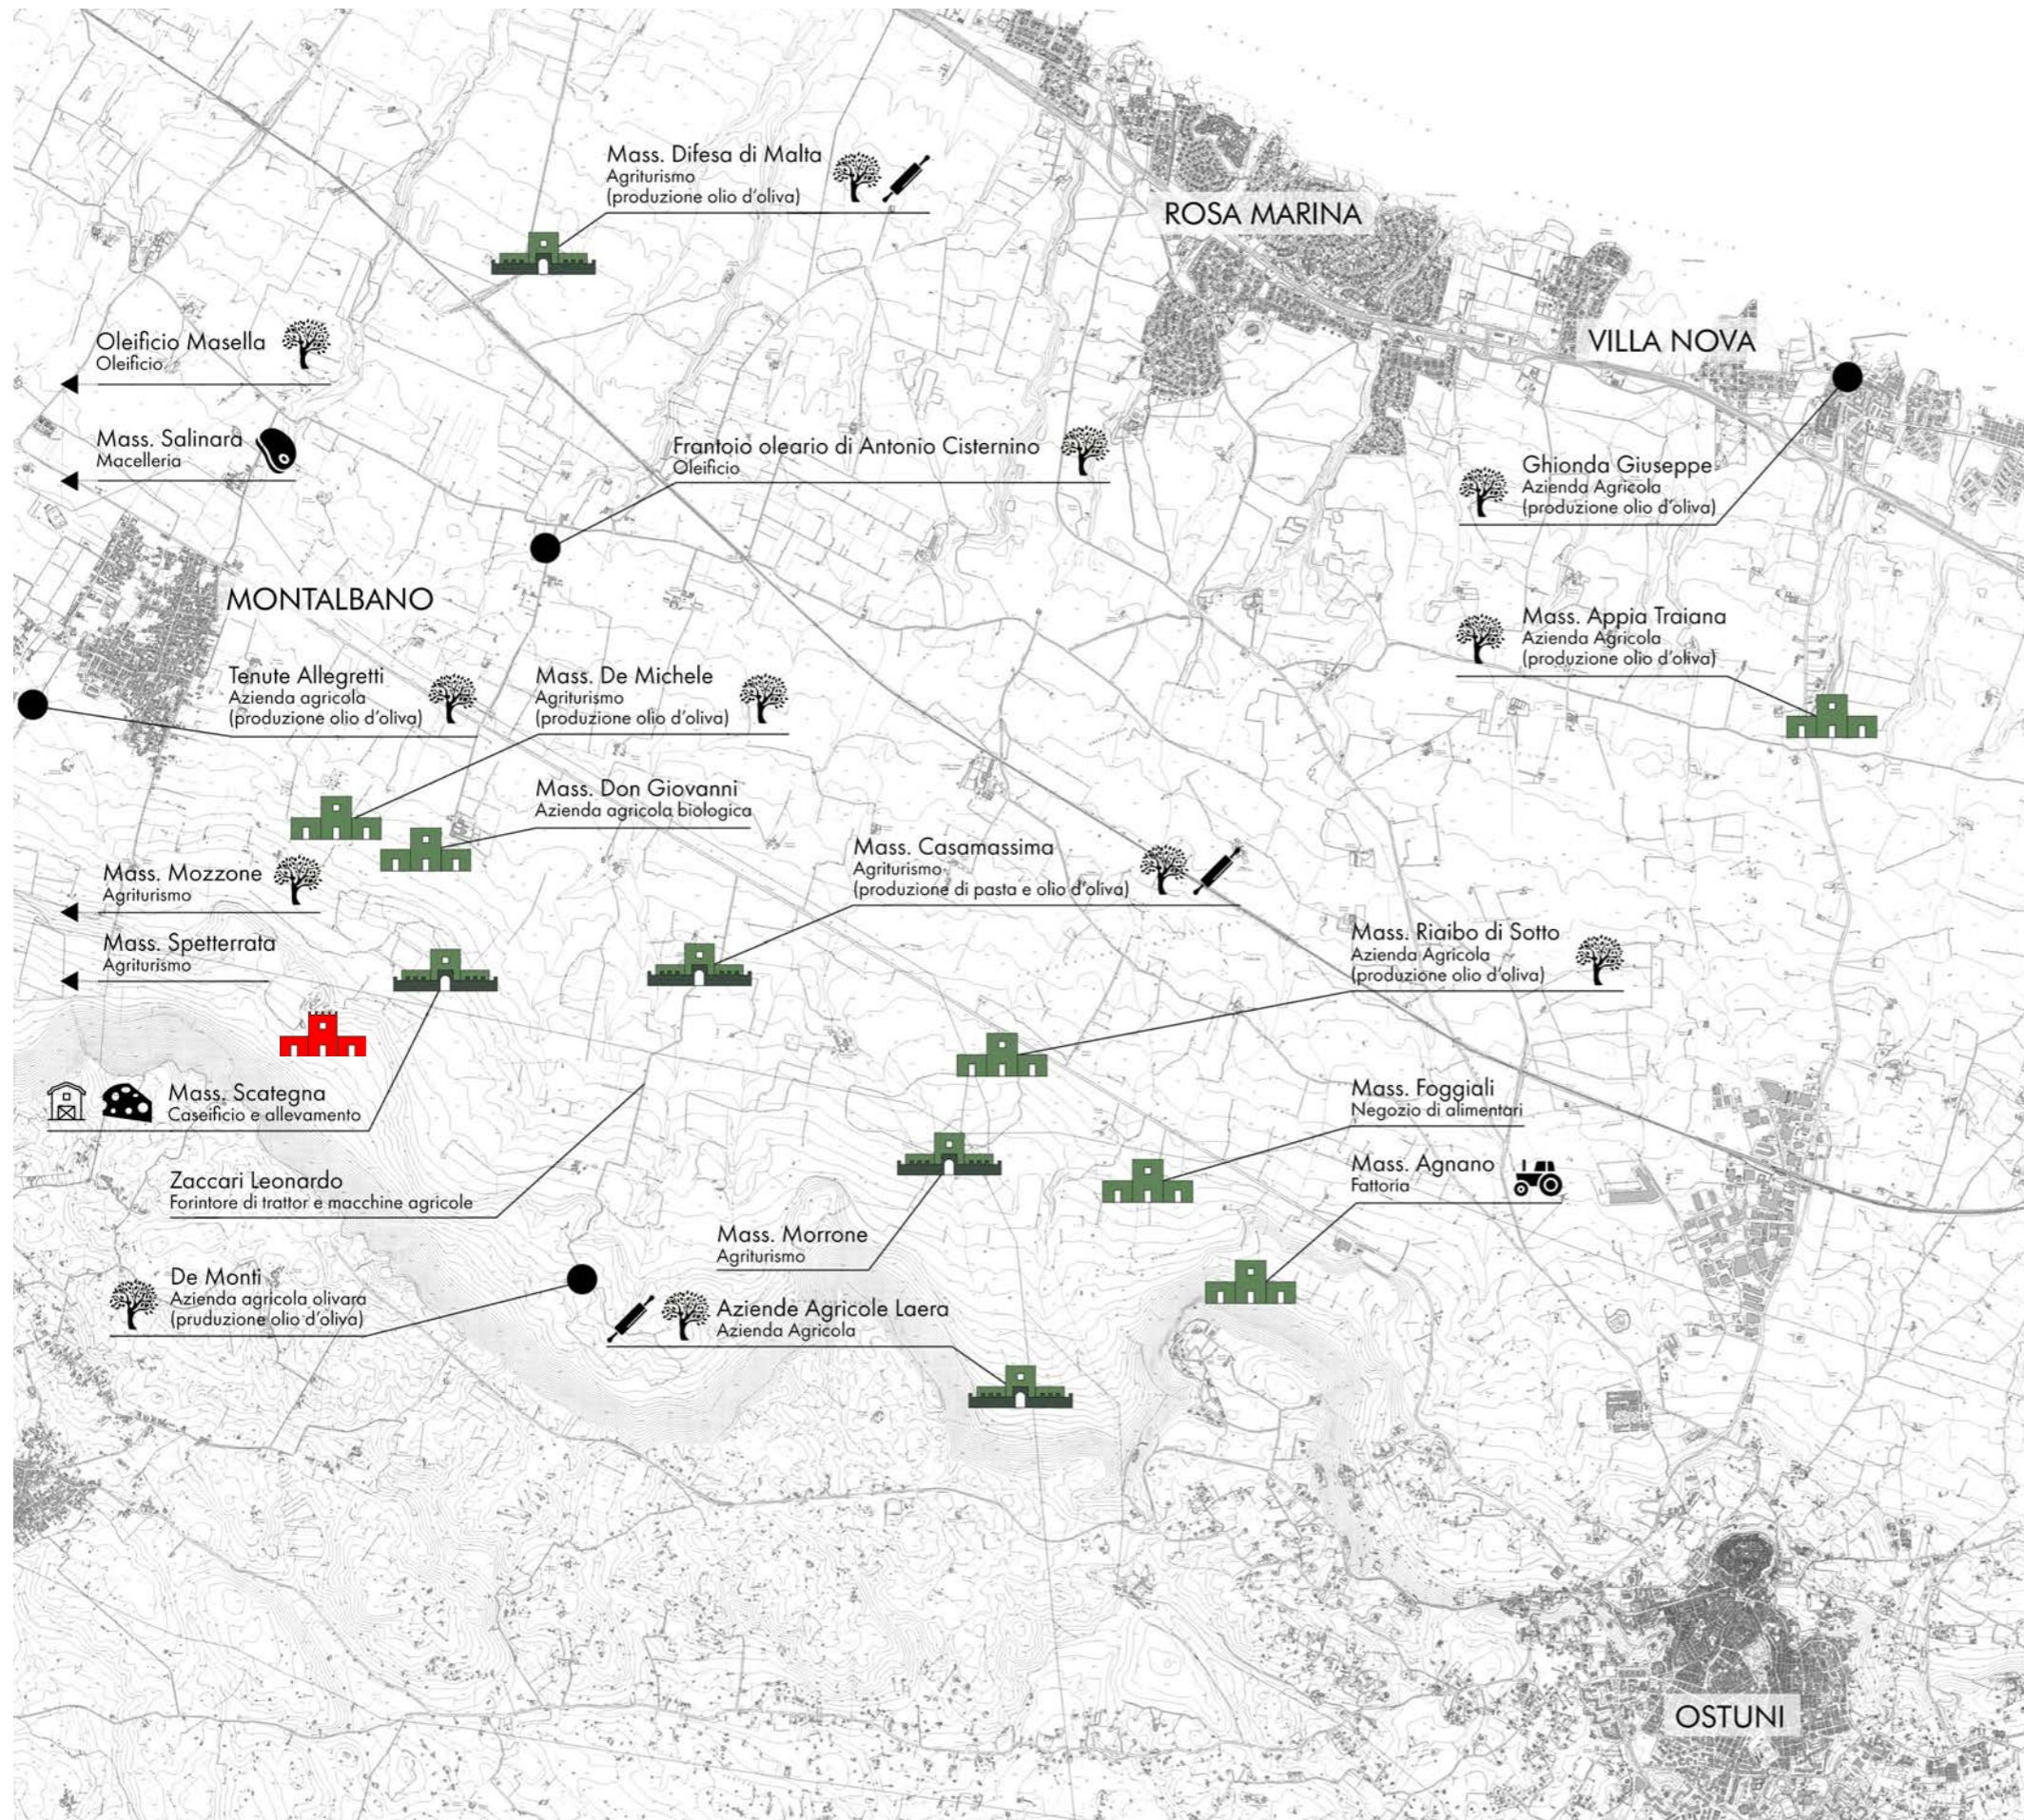 Mass. Difesa di Malta
Agriturismo
(produzione olio d'oliva)
ROSA MARINA
Oleificio Masella
Oleificio
VILLA NOVA
Mass. Salinara
Macelleria
Frantoio oleario di Antonio Cisternino
Oleificio
Ghionda Giuseppe
Azienda Agricola
(produzione olio d'oliva)
MONTALBANO
Mass. Appia Traiana
Azienda Agricola
(produzione olio d'oliva)
Tenute Allegretti
Azienda agricola
(produzione olio d'oliva)
Mass. De Michele
Agriturismo
(produzione olio d'oliva)
Mass. Don Giovanni
Azienda agricola biologica
Mass. Casamassima
Agriturismo
(produzione di pasta e olio d'oliva)
Mass. Mozzone
Agriturismo
Mass. Spetterrata
Agriturismo
Mass. Riaibo di Sotto
Azienda Agricola
(produzione olio d'oliva)
Mass. Scategna
Caseificio e allevamento
Mass. Foggiali
Negozio di alimentari
Zaccari Leonardo
Forintore di trattor e macchine agricole
Mass. Agnano
Fattoria
Mass. Morrone
Agriturismo
De Monti
Azienda agricola olivara
(pruduzione olio d'oliva)
Aziende Agricole Laera
Azienda Agricola
OSTUNI